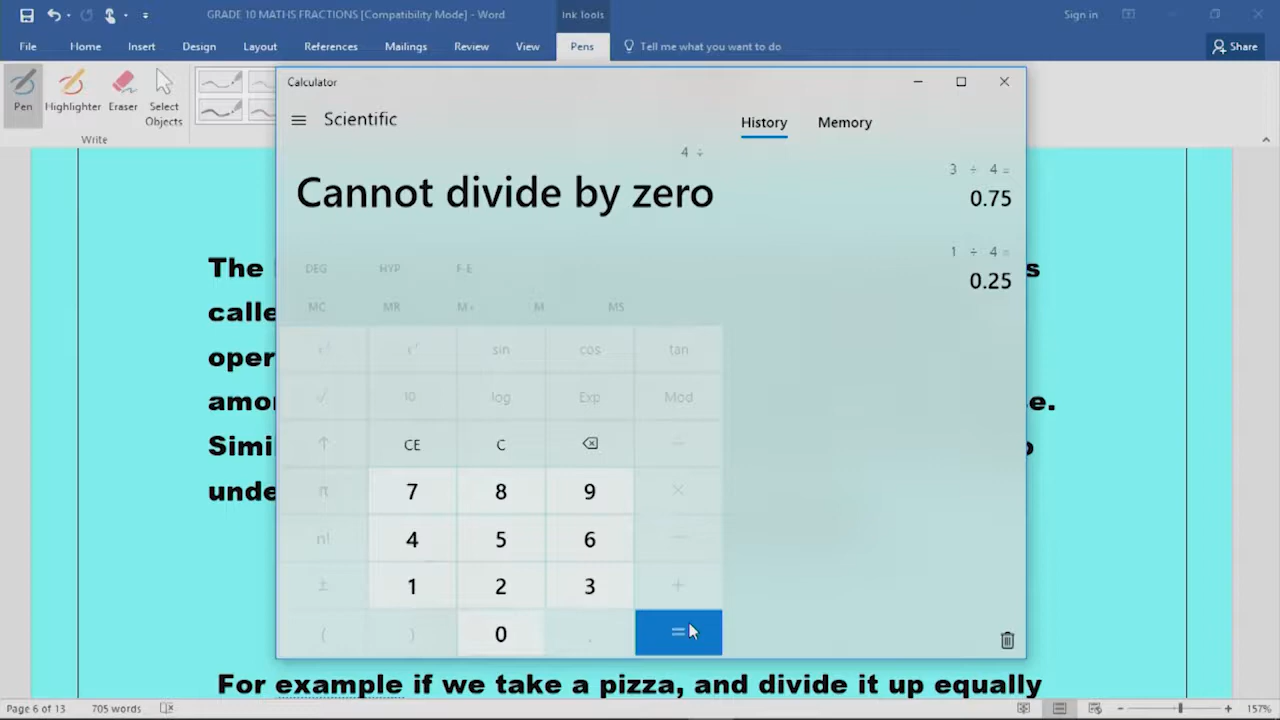 GRADE 10 MATHS FRACTIONS [Compatibility Mode] - Word
Ink Tools
Sign in
File Home Insert Design Layout References Mailings Review View Pens Tell me what you want to do Share
Pen Highlighter Eraser Select Objects
Write
Calculator
Scientific
History Memory
4 ÷
Cannot divide by zero
3 ÷ 4 =
0.75
1 ÷ 4 =
0.25
DEG HYP F-E
MC MR M+ M MS
sin cos tan
√ 10 log Exp Mod
↑ CE C
π 7 8 9 ×
n! 4 5 6 −
± 1 2 3 +
( ) 0 . =
The
calle
oper
amo
Simi
unde
s
e.
For example if we take a pizza, and divide it up equally
Page 6 of 13 705 words 157%